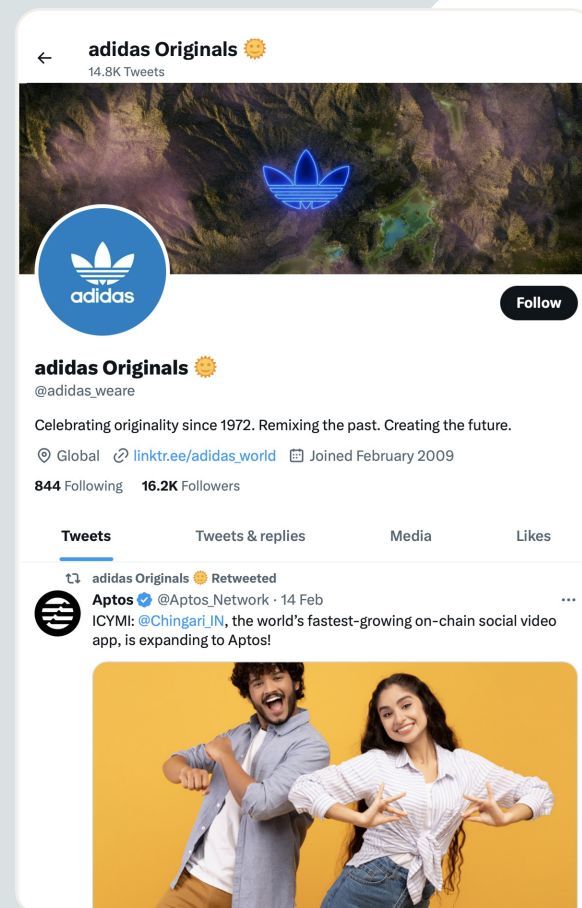 adidas Originals 🌞
14.8K Tweets
adidas
Follow
adidas Originals 🌞
@adidas_weare
Celebrating originality since 1972. Remixing the past. Creating the future.
Global linktr.ee/adidas_world Joined February 2009
844 Following 16.2K Followers
Tweets Tweets & replies Media Likes
adidas Originals 🌞 Retweeted
Aptos @Aptos_Network · 14 Feb
ICYMI: @Chingari_IN, the world’s fastest-growing on-chain social video
app, is expanding to Aptos!